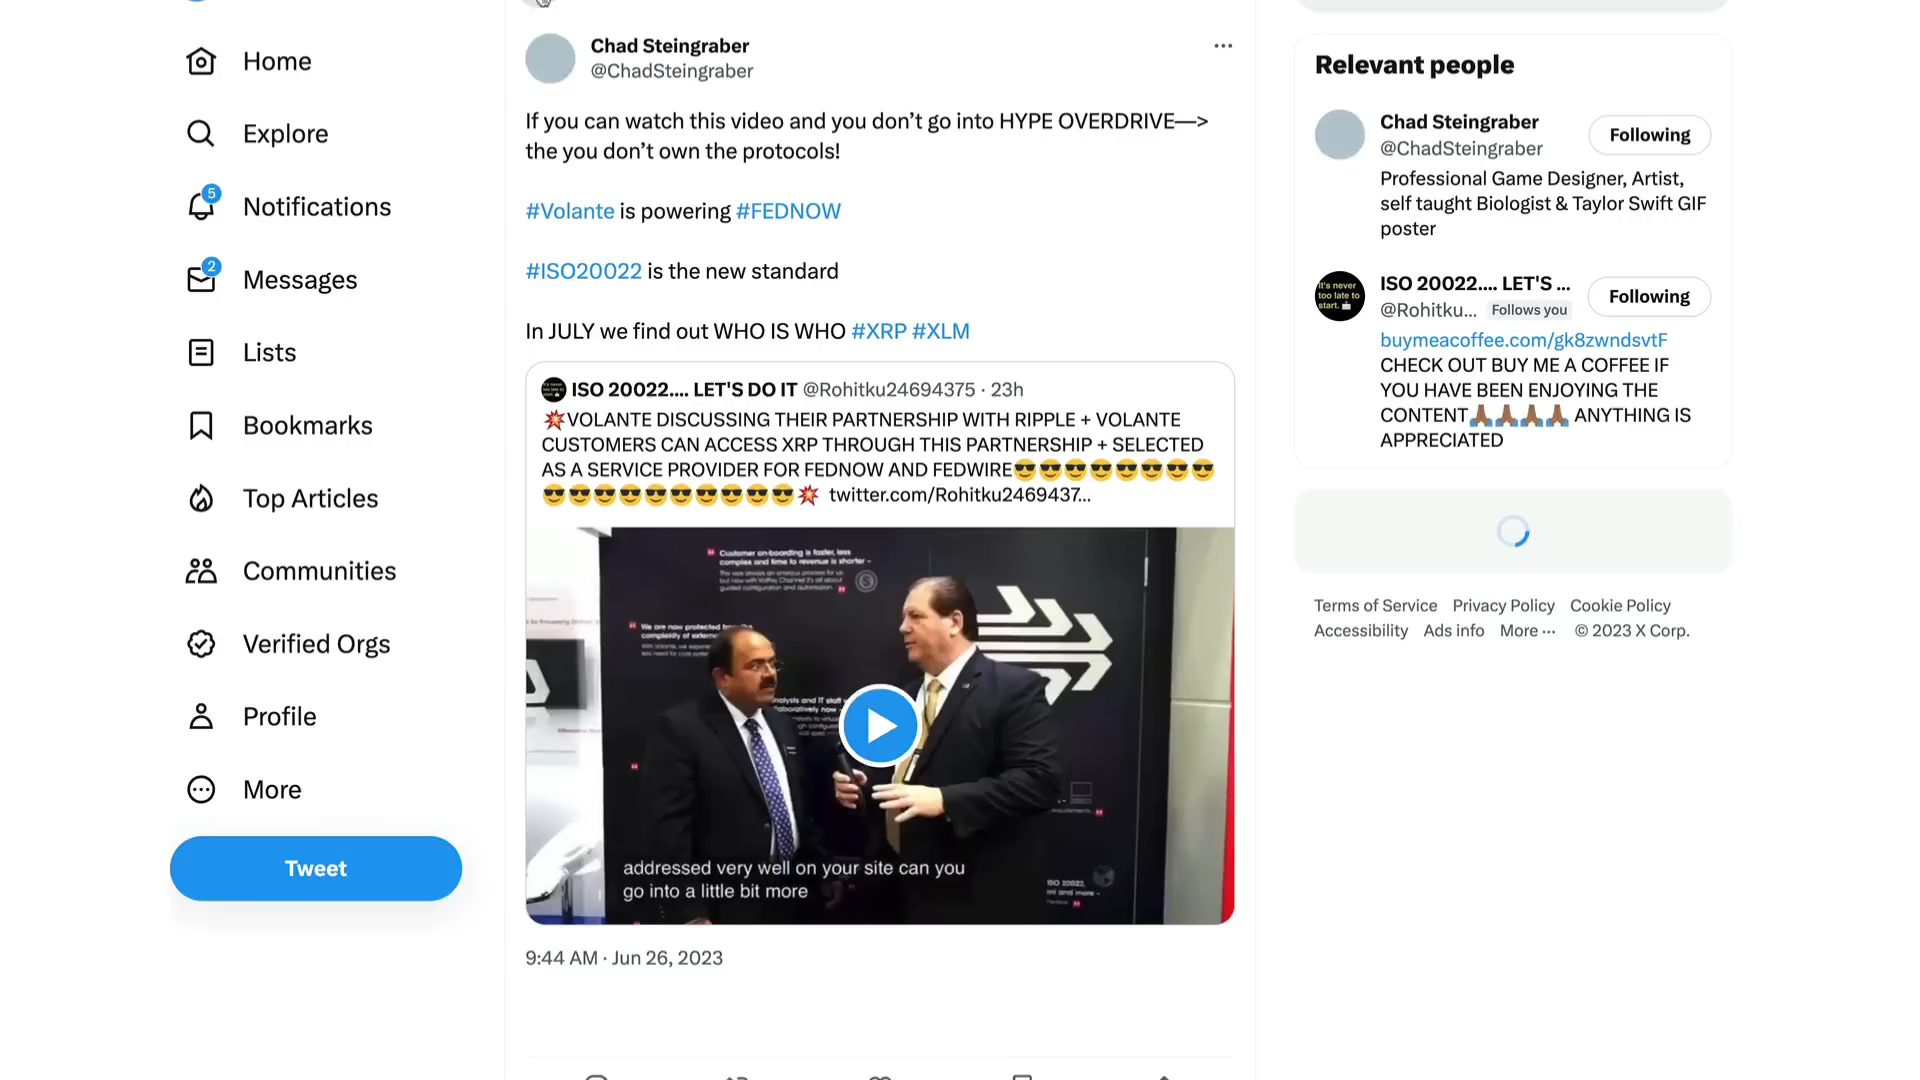 Home
Explore
5
Notifications
2
Messages
Lists
Bookmarks
Top Articles
Communities
Verified Orgs
Profile
More
Tweet
Chad Steingraber
@ChadSteingraber
If you can watch this video and you don’t go into HYPE OVERDRIVE—>
the you don’t own the protocols!
#Volante is powering #FEDNOW
#ISO20022 is the new standard
In JULY we find out WHO IS WHO #XRP #XLM
ISO 20022.... LET'S DO IT @Rohitku24694375 · 23h
💥VOLANTE DISCUSSING THEIR PARTNERSHIP WITH RIPPLE + VOLANTE
CUSTOMERS CAN ACCESS XRP THROUGH THIS PARTNERSHIP + SELECTED
AS A SERVICE PROVIDER FOR FEDNOW AND FEDWIRE😎😎😎😎😎😎😎😎
😎😎😎😎😎😎😎😎😎😎💥 twitter.com/Rohitku2469437...
Customer on-boarding is faster, less
complex and time to revenue is shorter –
We are now protected
addressed very well on your site can you
go into a little bit more
ISO 20022,
9:44 AM · Jun 26, 2023
Relevant people
Chad Steingraber
@ChadSteingraber
Following
Professional Game Designer, Artist,
self taught Biologist & Taylor Swift GIF
poster
It's never
too late to
start.
ISO 20022.... LET'S ...
@Rohitku... Follows you
Following
buymeacoffee.com/gk8zwndsvtF
CHECK OUT BUY ME A COFFEE IF
YOU HAVE BEEN ENJOYING THE
CONTENT🙏🏾🙏🏾🙏🏾🙏🏾 ANYTHING IS
APPRECIATED
Terms of Service Privacy Policy Cookie Policy
Accessibility Ads info More ··· © 2023 X Corp.